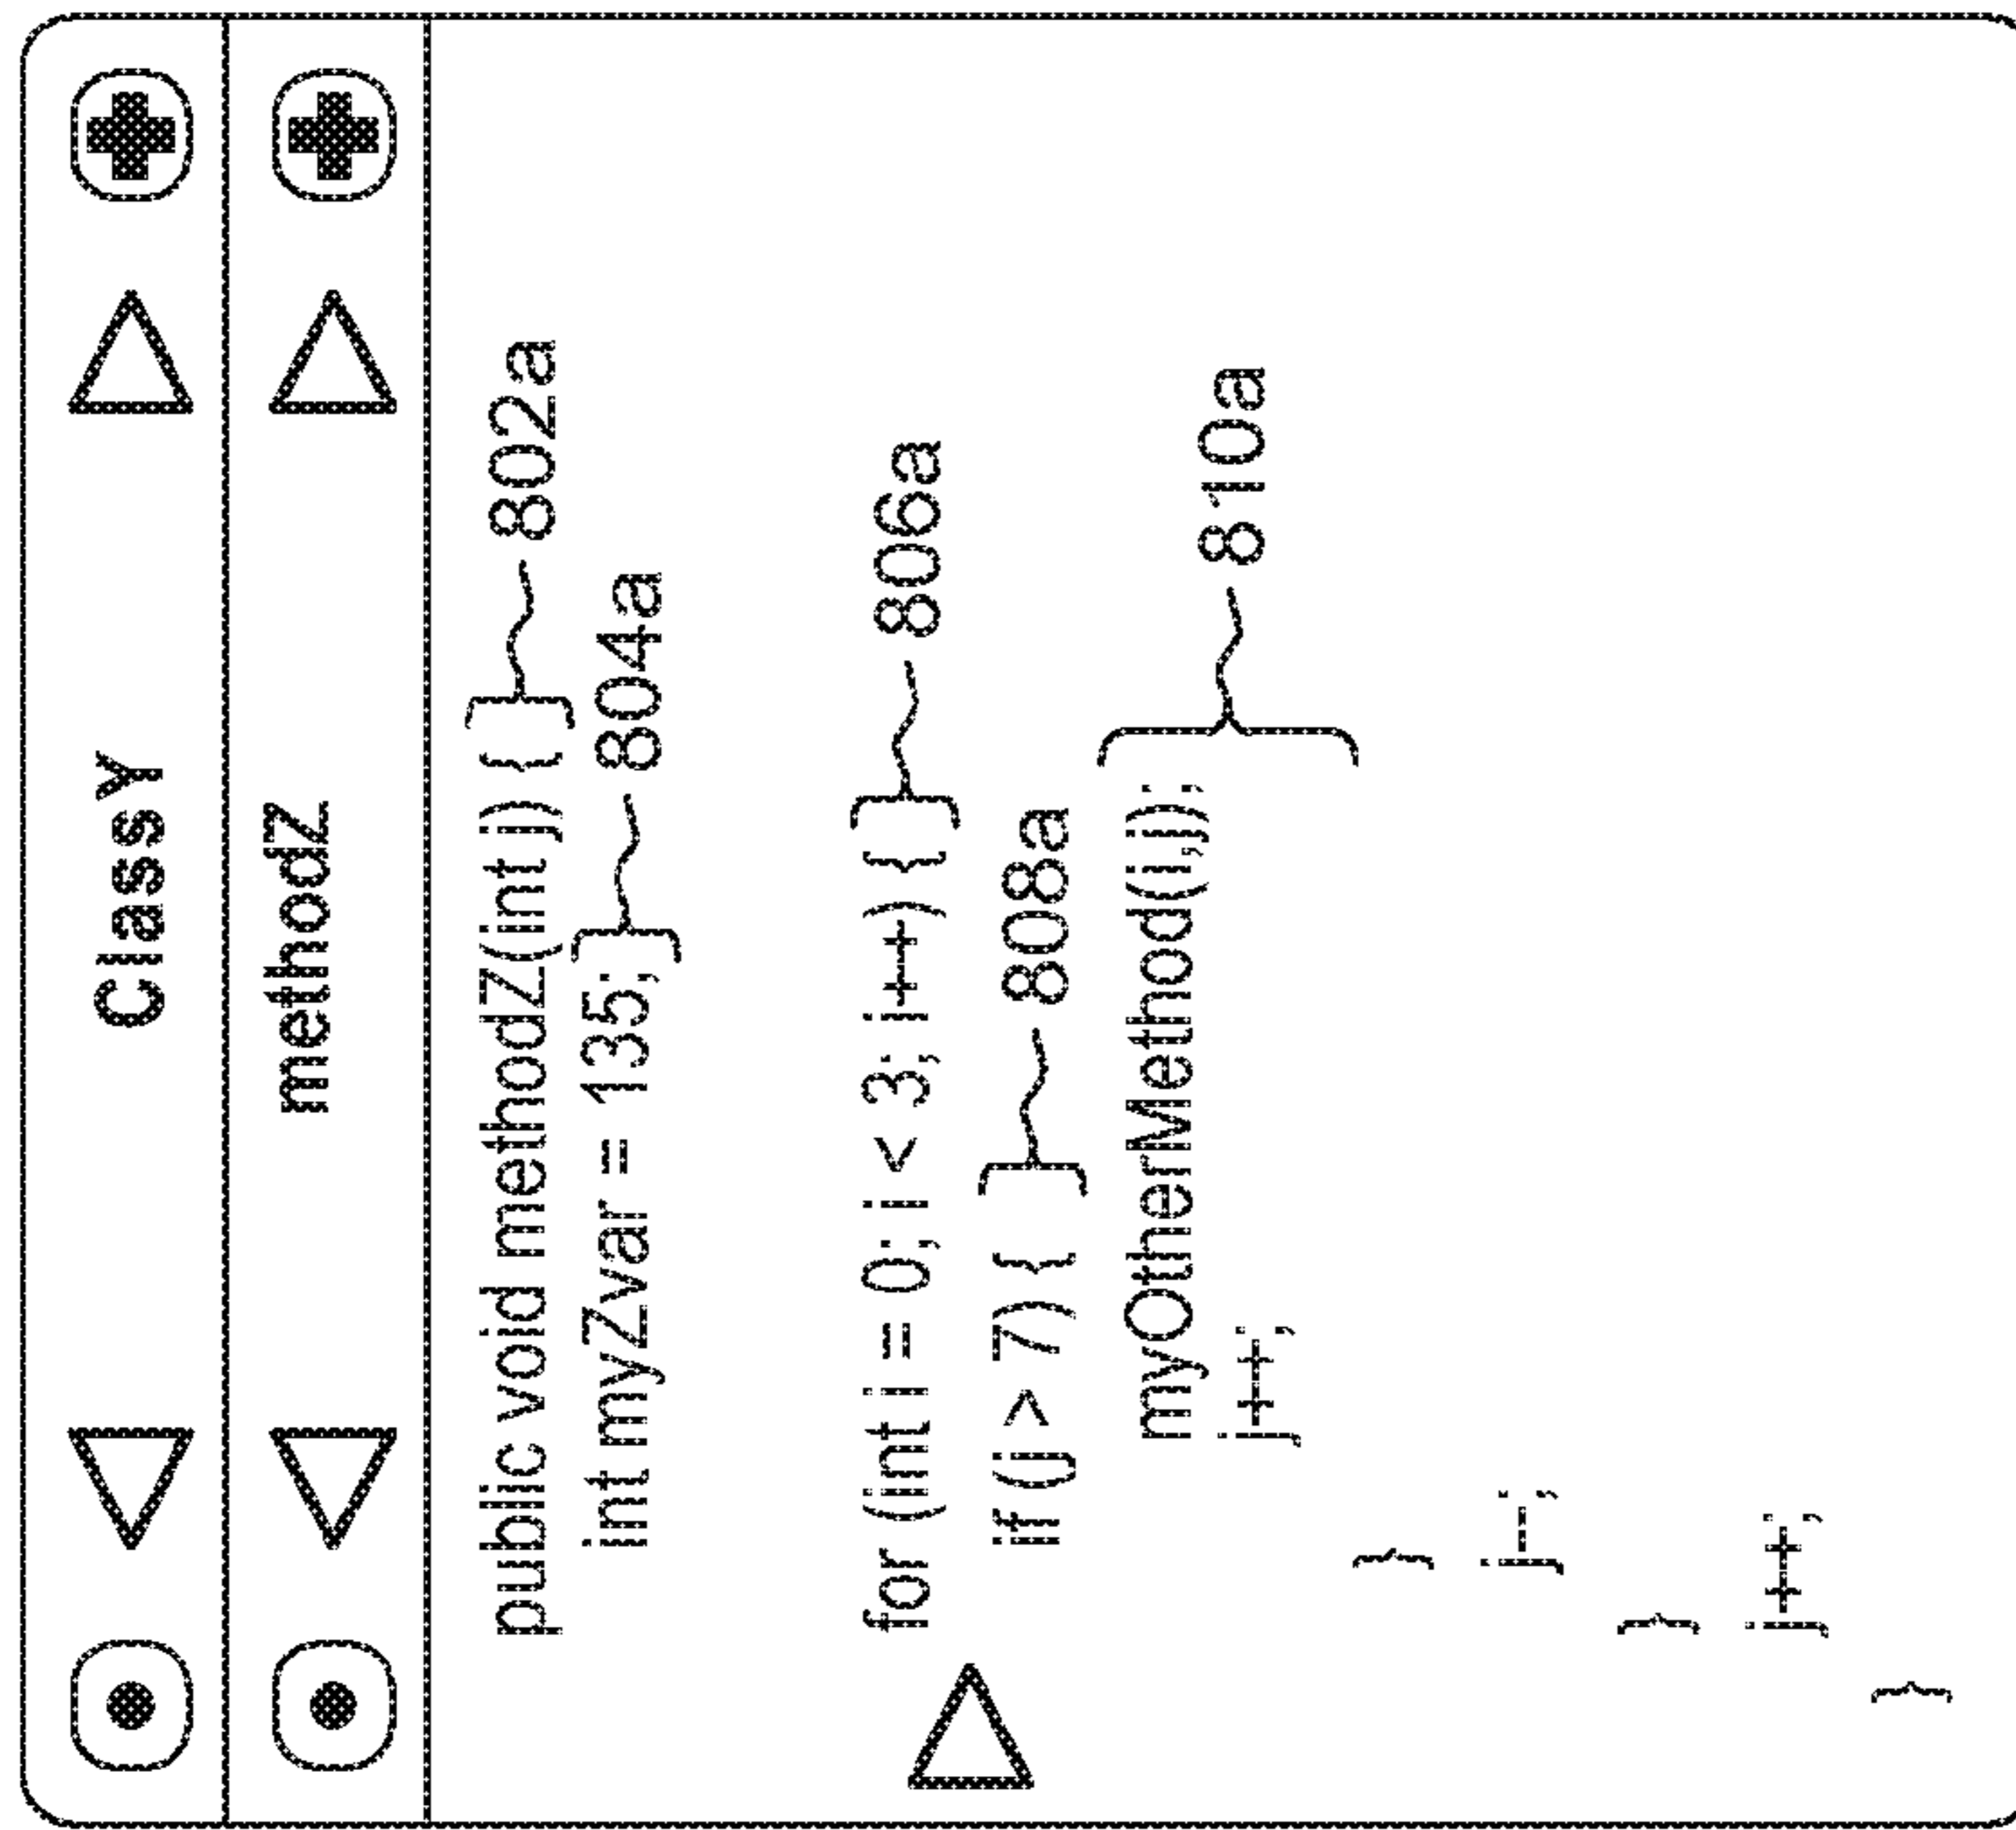 ClassY
methodZ
public void methodZ(int j) { 802a
int myZvar = 135; 804a
for (int i = 0; i < 3; i++) { 806a
if (j > 7) { 808a
myOtherMethod(i,j);
810a
j++;
}
j--;
}
j++;
}